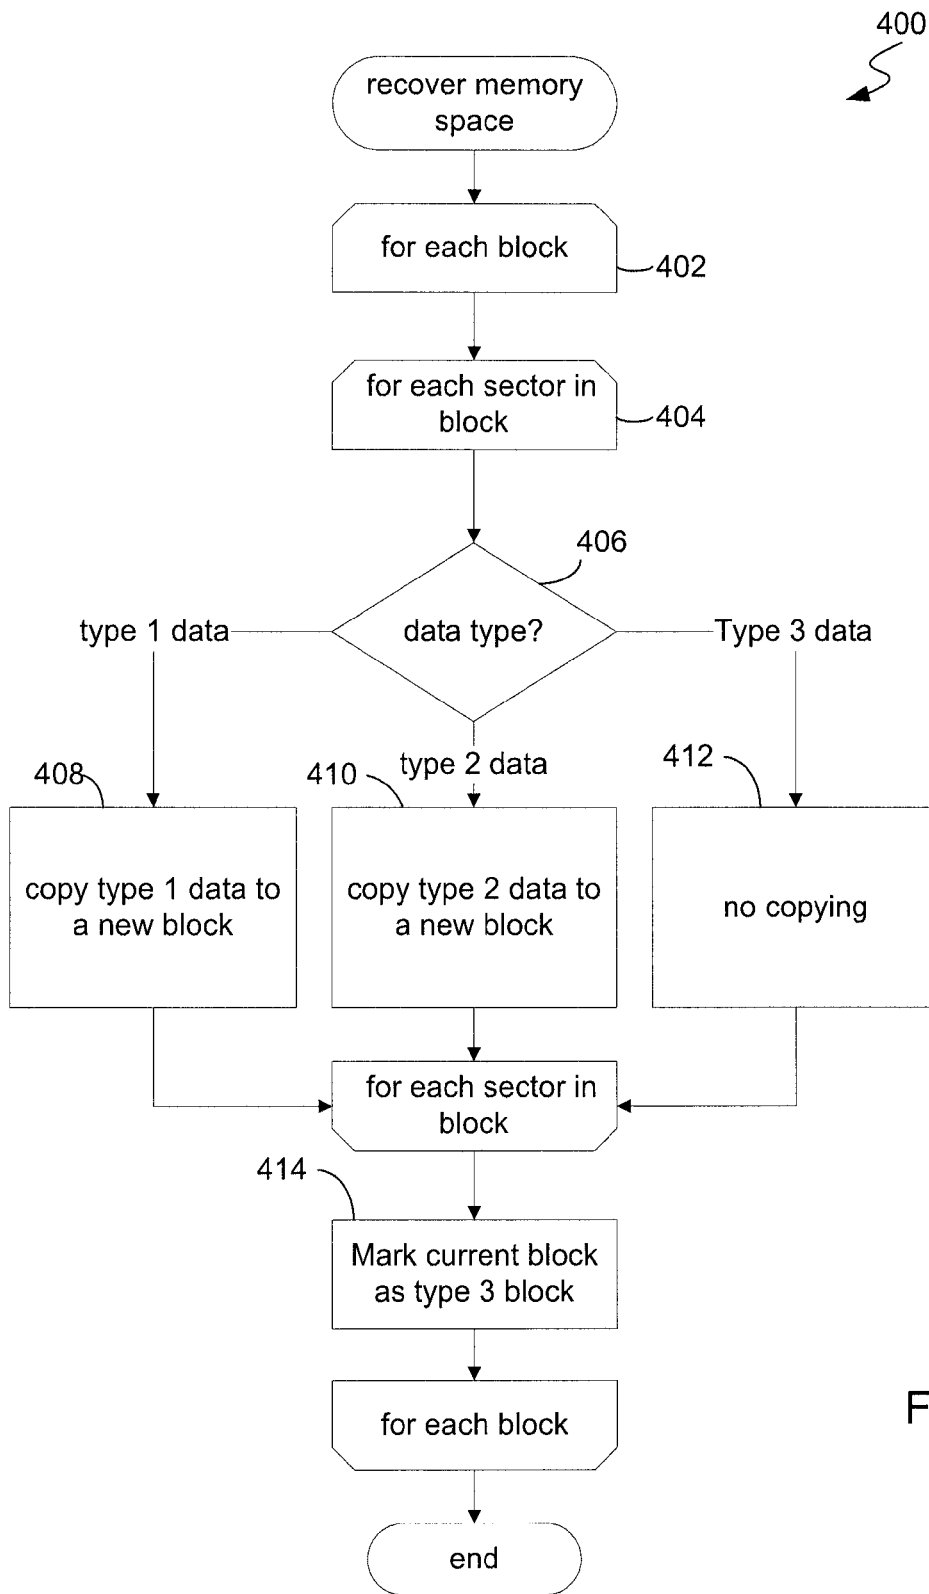 400
recover memory
space
for each block
402
for each sector in
block
404
406
type 1 data
data type?
Type 3 data
408
410
type 2 data
412
copy type 1 data to
a new block
copy type 2 data to
a new block
no copying
for each sector in
block
414
Mark current block
as type 3 block
for each block
F
end